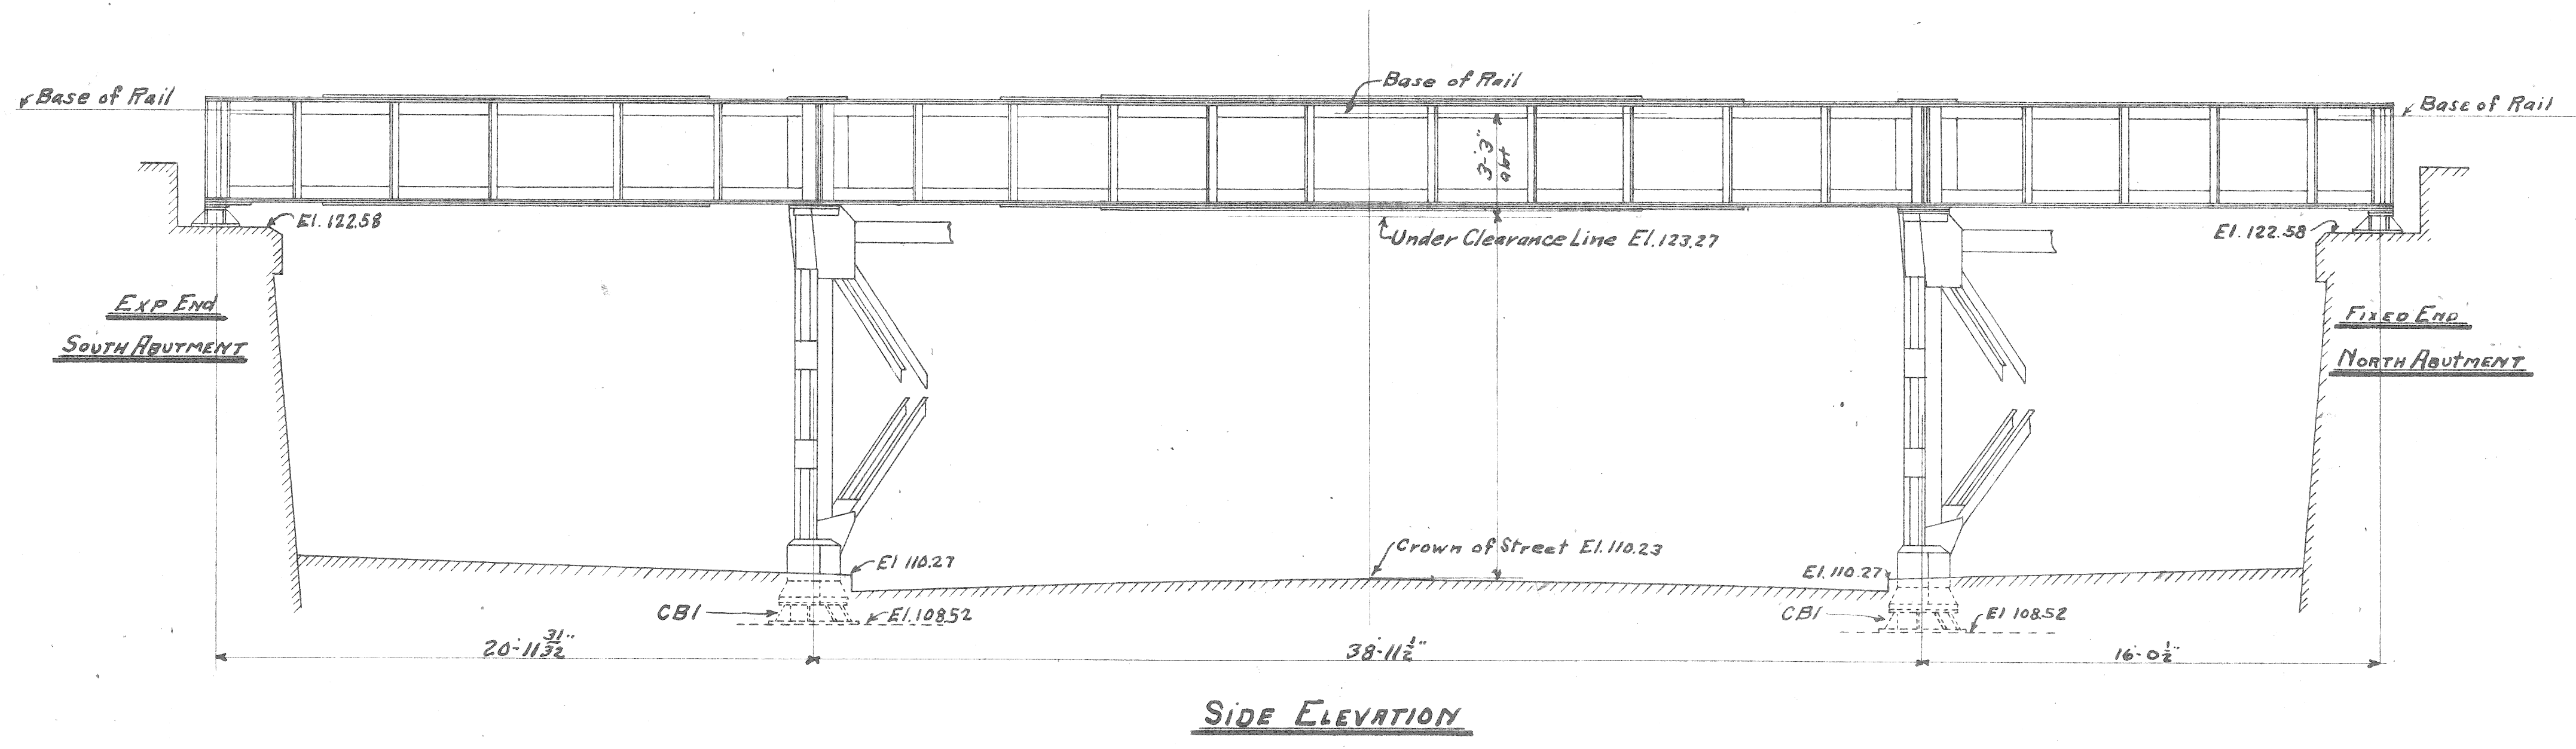 Base of Rail
Base of Rail
Base of Rail
3'-3"
abt
El. 122.58
Under Clearance Line El. 123.27
El. 122.58
Exp End
South Abutment
Fixed End
North Abutment
El 110.27
Crown of Street El. 110.23
El. 110.27
CB1
El. 108.52
CB1
El 108.52
20'-11 31/32"
38'-11 1/2"
16'-0 1/2"
Side Elevation